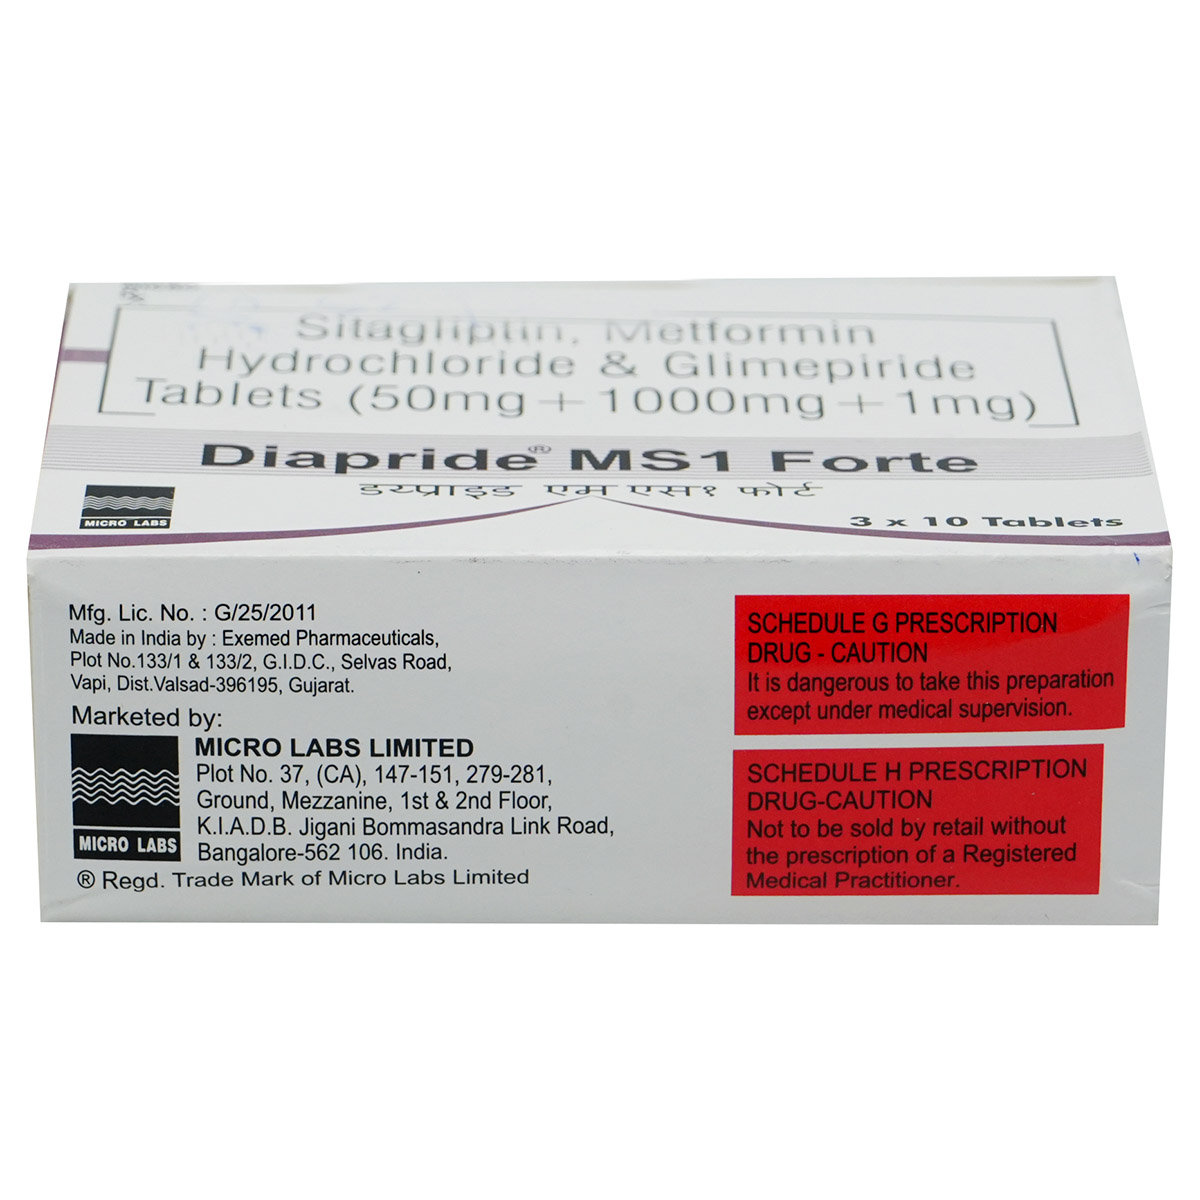 Sitagliptin, Metformin
Hydrochloride & Glimepiride
Tablets (50mg + 1000mg + 1mg)
Diapride® MS1 Forte
डयप्राइड एम एस१ फोर्ट
MICRO LABS
3 x 10 Tablets
Mfg. Lic. No. : G/25/2011
Made in India by : Exemed Pharmaceuticals,
Plot No.133/1 & 133/2, G.I.D.C., Selvas Road,
Vapi, Dist.Valsad-396195, Gujarat.
Marketed by:
MICRO LABS LIMITED
Plot No. 37, (CA), 147-151, 279-281,
Ground, Mezzanine, 1st & 2nd Floor,
K.I.A.D.B. Jigani Bommasandra Link Road,
Bangalore-562 106. India.
MICRO LABS
® Regd. Trade Mark of Micro Labs Limited
SCHEDULE G PRESCRIPTION
DRUG - CAUTION
It is dangerous to take this preparation
except under medical supervision.
SCHEDULE H PRESCRIPTION
DRUG-CAUTION
Not to be sold by retail without
the prescription of a Registered
Medical Practitioner.